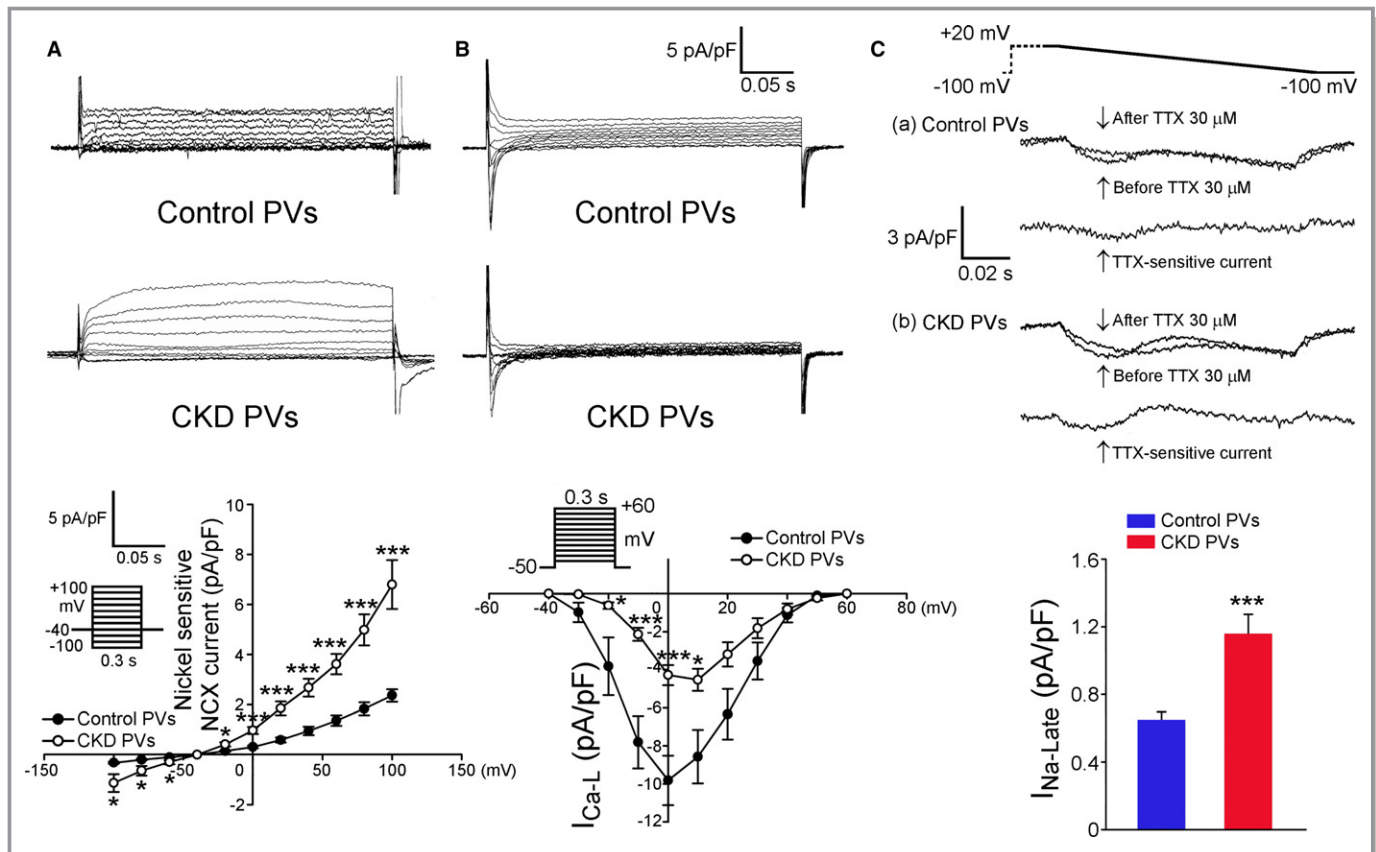 A
Control PVs
CKD PVs
5 pA/pF
0.05 s
+100
mV
-40
-100
0.3 s
Nickel sensitive
NCX current (pA/pF)
10
8
6
4
2
-2
***
***
***
***
***
***
*
*
*
*
Control PVs
CKD PVs
-150
-50
0
50
100
150
(mV)
B
5 pA/pF
0.05 s
Control PVs
CKD PVs
0.3 s
+60
mV
-50
Control PVs
CKD PVs
-60
-40
-20
0
20
40
60
80
(mV)
*
***
***
*
-2
-4
-6
-8
-10
-12
I Ca-L (pA/pF)
C
+20 mV
-100 mV
-100 mV
(a) Control PVs
↓After TTX 30 μM
↑Before TTX 30 μM
3 pA/pF
0.02 s
↑TTX-sensitive current
(b) CKD PVs
↓After TTX 30 μM
↑Before TTX 30 μM
↑TTX-sensitive current
Control PVs
CKD PVs
I Na-Late (pA/pF)
1.6
1.2
0.8
0.4
0
***